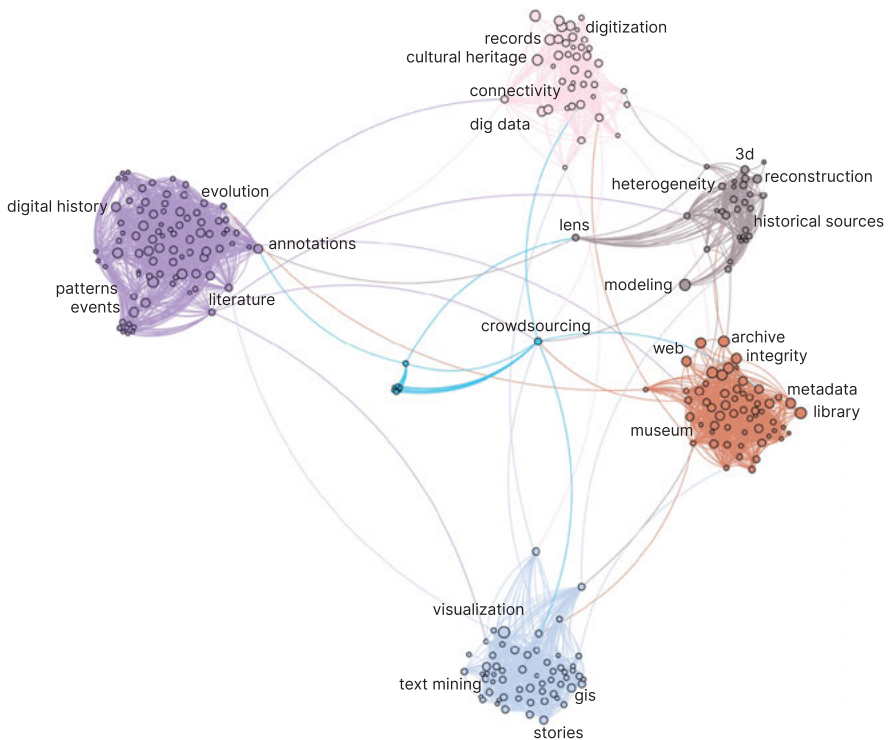 digitization
records
cultural heritage
connectivity
dig data
3d
reconstruction
heterogeneity
historical sources
lens
modeling
evolution
digital history
annotations
patterns
events
literature
crowdsourcing
archive
web
integrity
metadata
library
museum
visualization
text mining
gis
stories